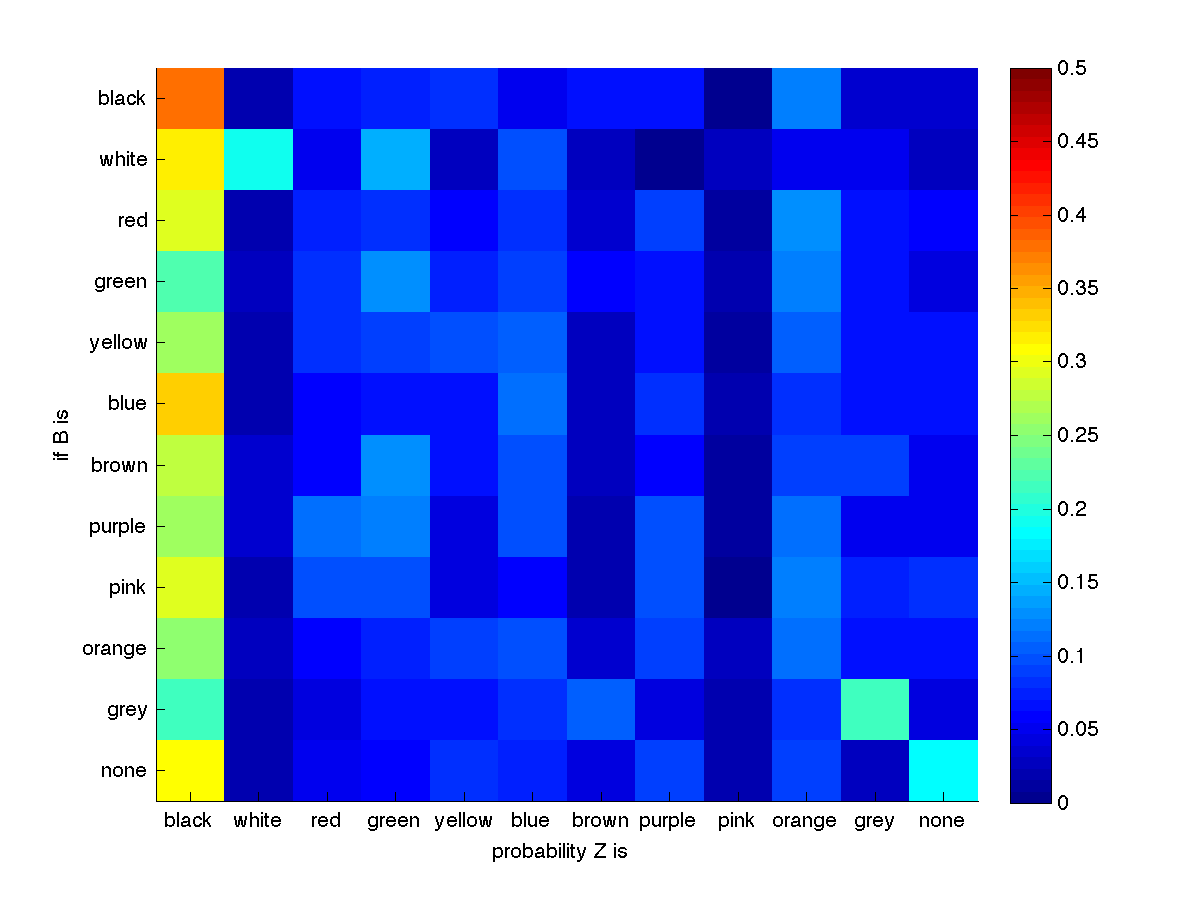 black
white
red
green
yellow
blue
brown
purple
pink
orange
grey
none
if B is
black white red green yellow blue brown purple pink orange grey none
probability Z is
0.5
0.45
0.4
0.35
0.3
0.25
0.2
0.15
0.1
0.05
0